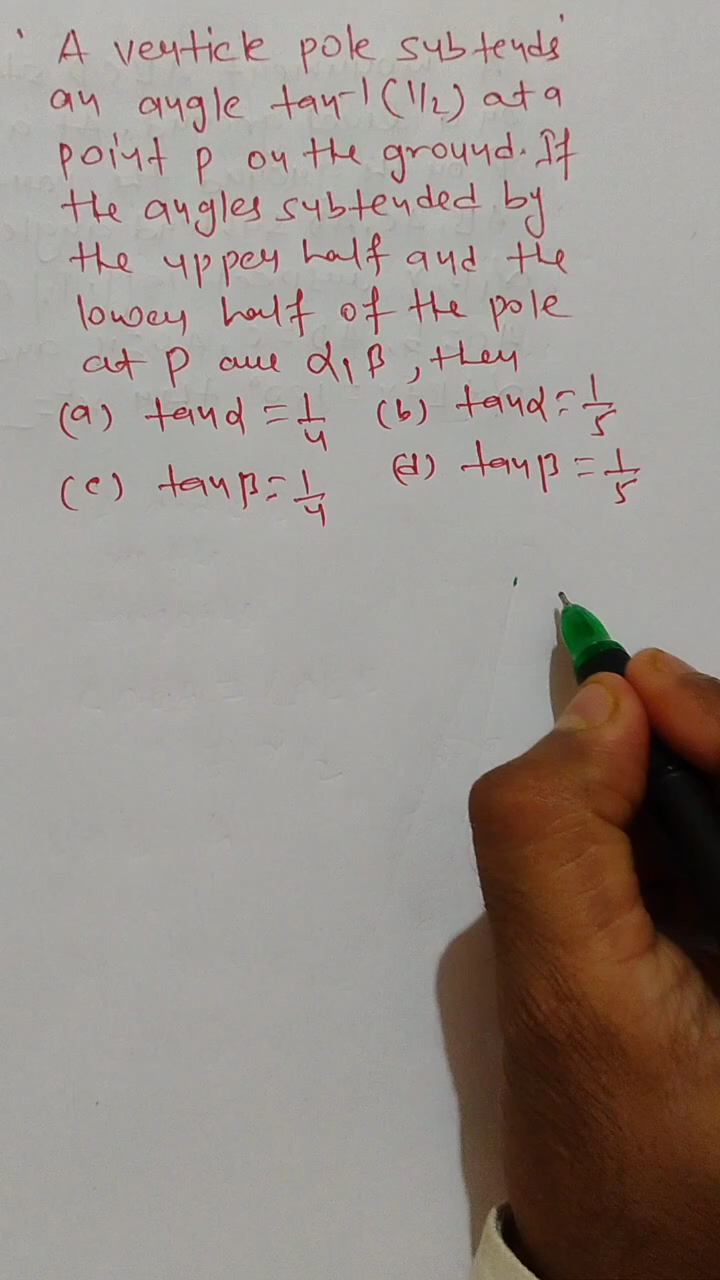 A vertick pole subtends
an angle tan-1 (1/2) at a
point p on the ground. If
the angles subtended by
the upper half and the
lower half of the pole
at p are α, β, then
(a) tanα = 1/4 (b) tanα = 1/5
(c) tanβ = 1/4 (d) tanβ = 1/5